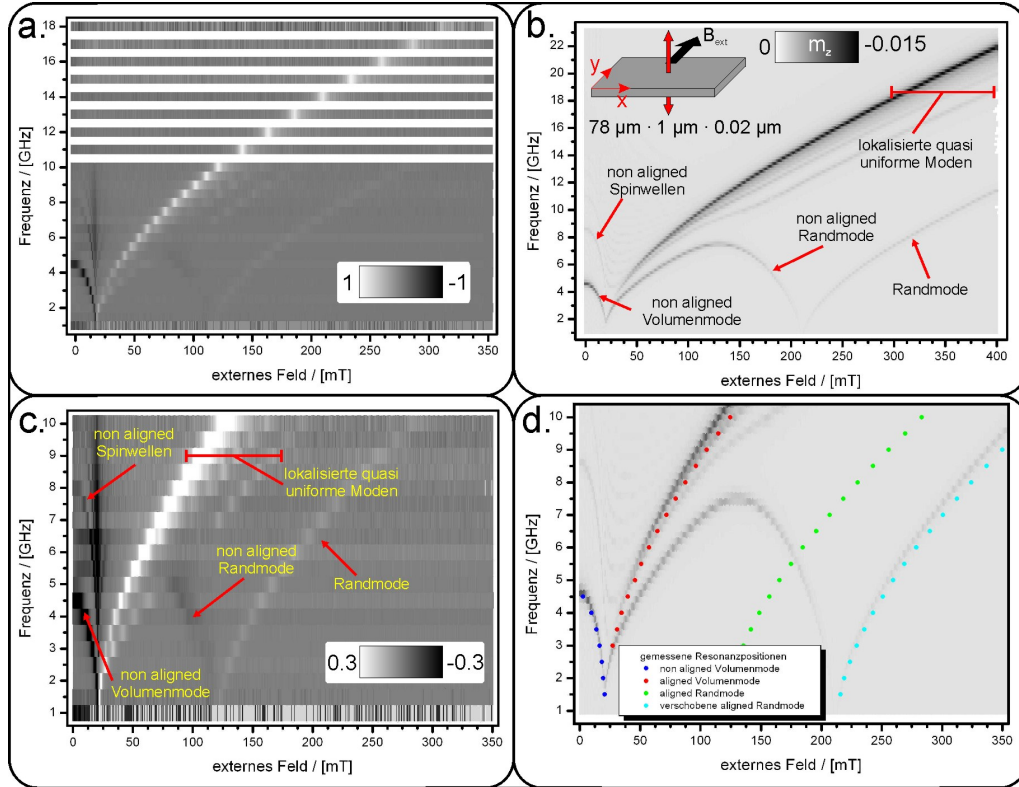 a.
18
16
14
12
10
8
6
4
2
Frequenz / [GHz]
1
-1
0
50
100
150
200
250
300
350
externes Feld / [mT]
b.
22
20
18
16
14
12
10
8
6
4
2
Frequenz / [GHz]
B ext
y
x
78 µm · 1 µm · 0.02 µm
0
m z
-0.015
lokalisierte quasi
uniforme Moden
non aligned
Spinwellen
non aligned
Randmode
Randmode
non aligned
Volumenmode
0
50
100
150
200
250
300
350
400
externes Feld / [mT]
c.
10
9
8
7
6
5
4
3
2
1
Frequenz / [GHz]
non aligned
Spinwellen
lokalisierte quasi
uniforme Moden
non aligned
Randmode
Randmode
non aligned
Volumenmode
0.3
-0.3
0
50
100
150
200
250
300
350
externes Feld / [mT]
d.
10
9
8
7
6
5
4
3
2
1
Frequenz / [GHz]
gemessene Resonanzpositionen
non aligned Volumenmode
aligned Volumenmode
aligned Randmode
verschobene aligned Randmode
0
50
100
150
200
250
300
350
externes Feld / [mT]